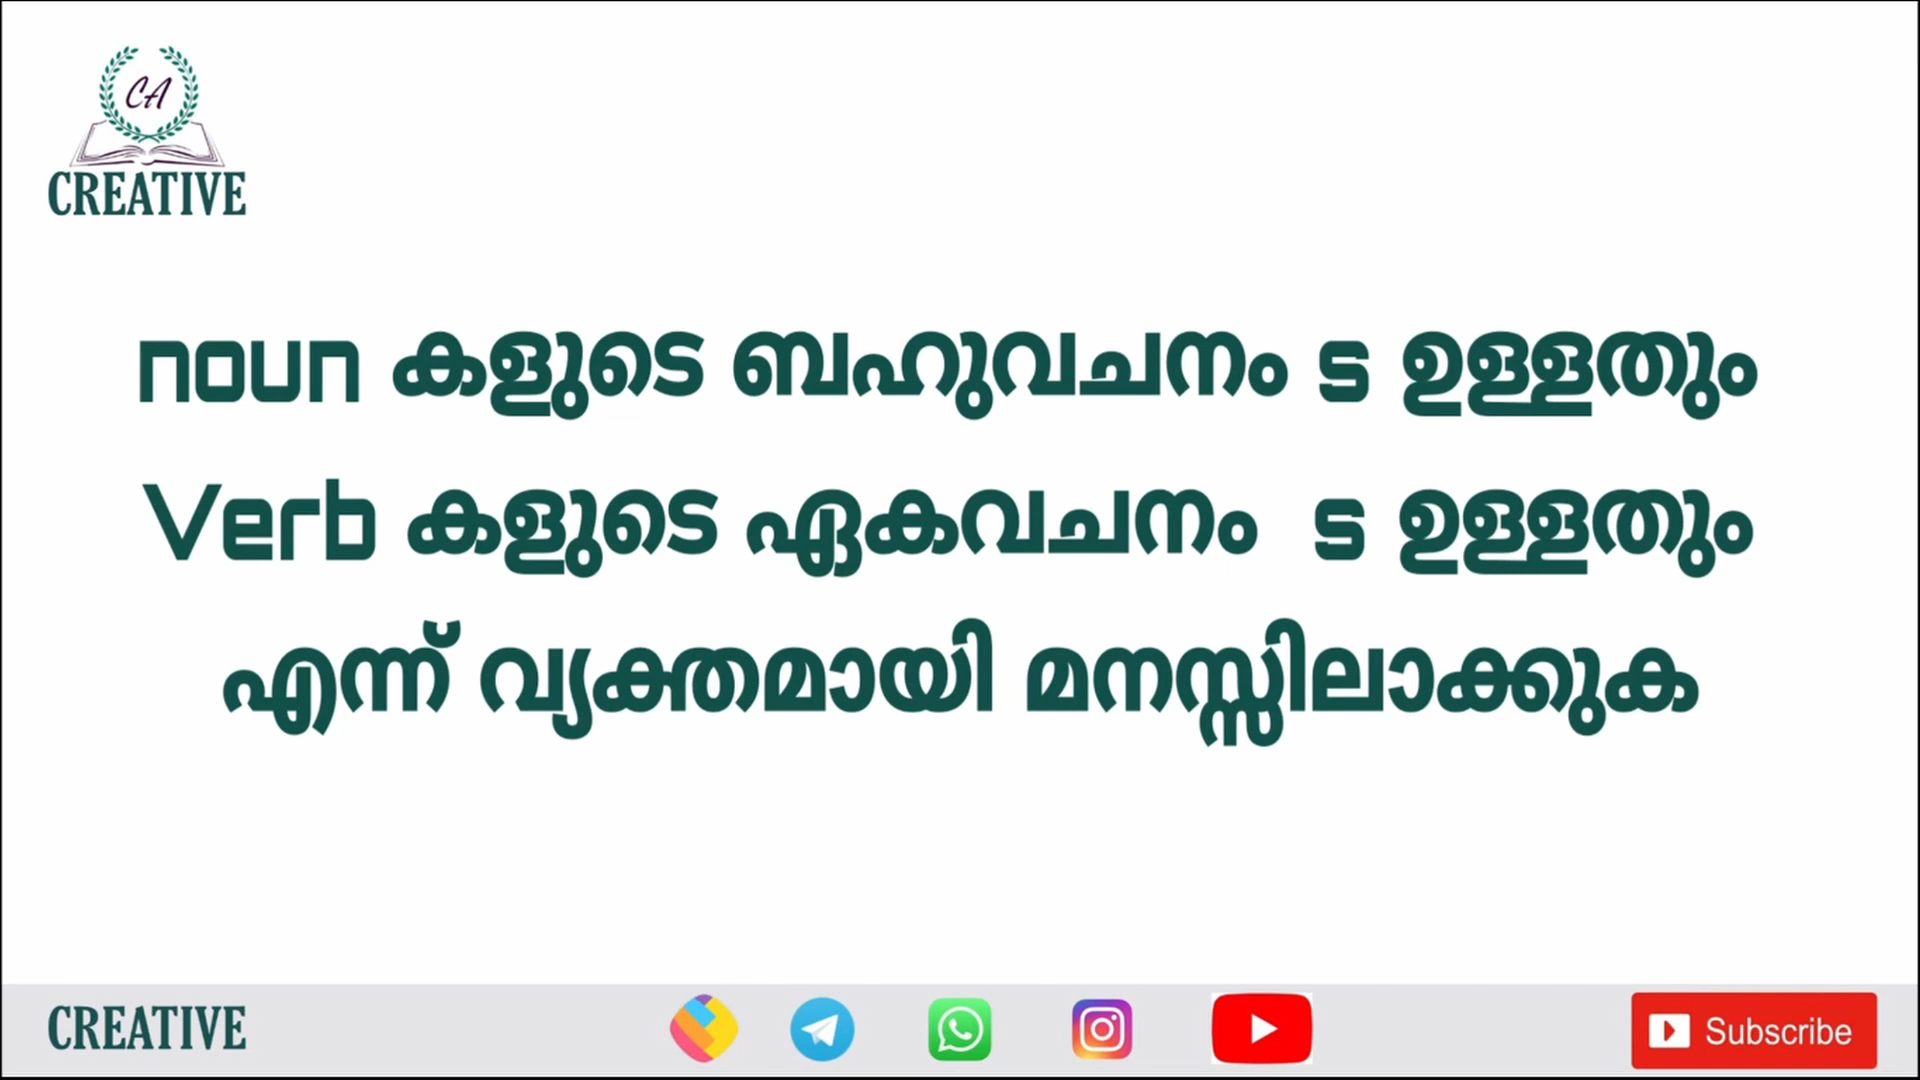 CA
CREATIVE
noun കളുടെ ബഹുവചനം s ഉള്ളതും
Verb കളുടെ ഏകവചനം s ഉള്ളതും
എന്ന് വ്യക്തമായി മനസ്സിലാക്കുക
CREATIVE
Subscribe